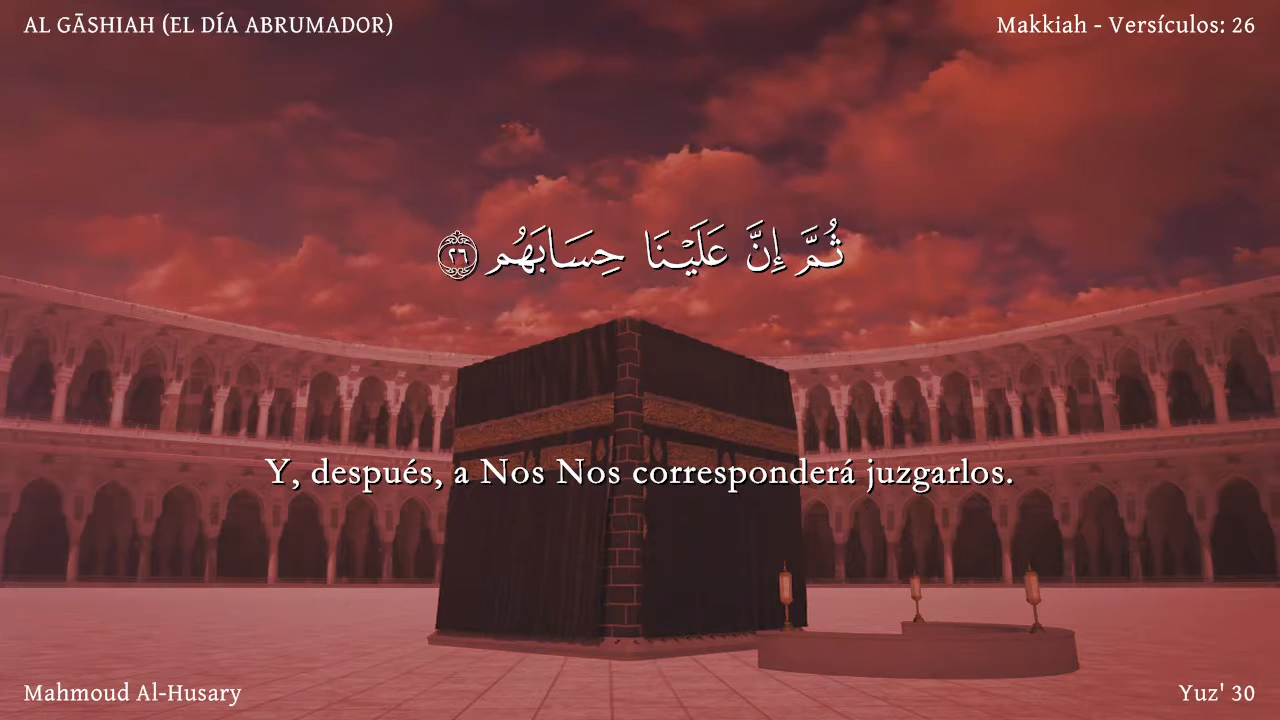 AL GĀSHIAH (EL DÍA ABRUMADOR)
Makkiah - Versículos: 26
ثُمَّ إِنَّ عَلَيْنَا حِسَابَهُم ٢٦
Y, después, a Nos Nos corresponderá juzgarlos.
Mahmoud Al-Husary
Yuz' 30